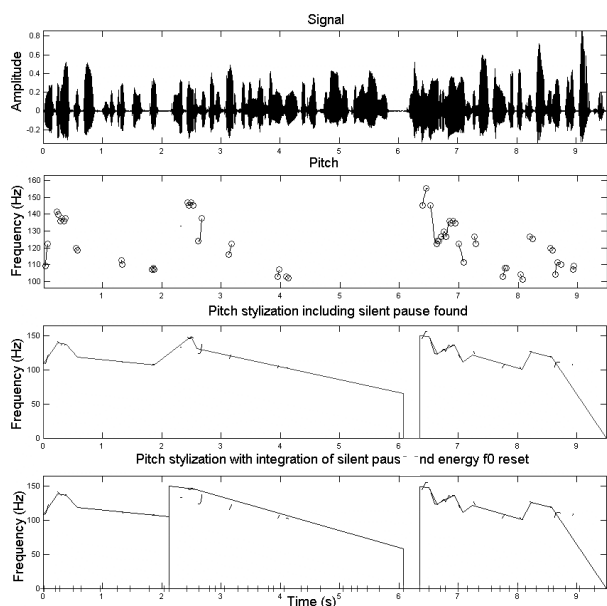 Signal
Amplitude
0.8
0.6
0.4
0.2
0
-0.2
0 1 2 3 4 5 6 7 8 9
Pitch
Frequency (Hz)
160
150
140
130
120
110
100
0 1 2 3 4 5 6 7 8 9
Pitch stylization including silent pause found
Frequency (Hz)
150
100
50
0
0 1 2 3 4 5 6 7 8 9
Pitch stylization with integration of silent paus nd energy f0 reset
Frequency (Hz)
150
100
50
0
0 1 2 3 4 5 6 7 8 9
Time (s)